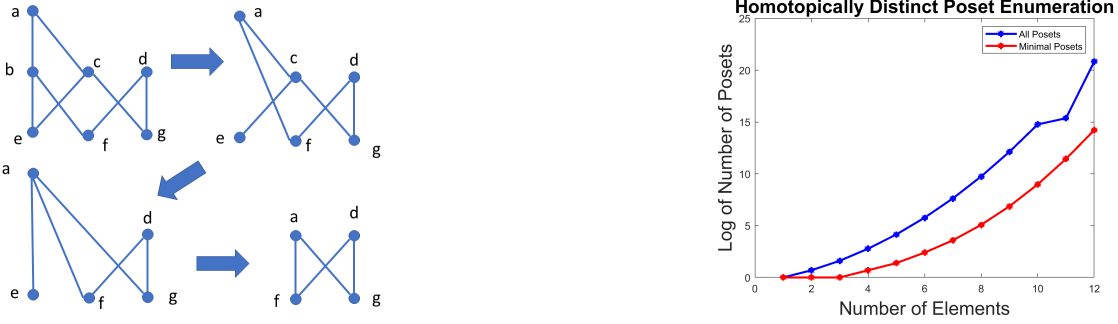 a
b
c
d
e
f
g
a
c
d
e
f
g
a
d
e
f
g
a
d
f
g
Homotopically Distinct Poset Enumeration
25
20
15
10
5
0
Log of Number of Posets
All Posets
Minimal Posets
0 2 4 6 8 10 12
Number of Elements